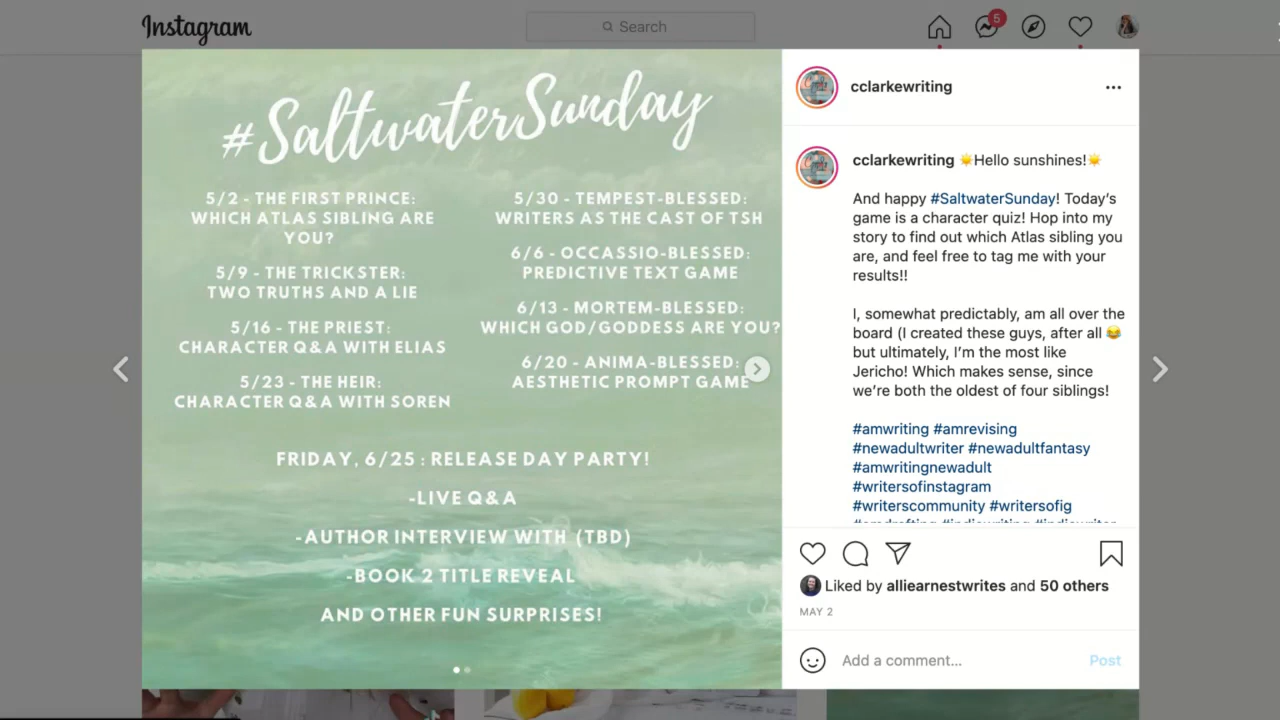 Instagram
Search
5
#SaltwaterSunday
5/2 - THE FIRST PRINCE:
WHICH ATLAS SIBLING ARE
YOU?
5/9 - THE TRICKSTER:
TWO TRUTHS AND A LIE
5/16 - THE PRIEST:
CHARACTER Q&A WITH ELIAS
5/23 - THE HEIR:
CHARACTER Q&A WITH SOREN
5/30 - TEMPEST-BLESSED:
WRITERS AS THE CAST OF TSH
6/6 - OCCASSIO-BLESSED:
PREDICTIVE TEXT GAME
6/13 - MORTEM-BLESSED:
WHICH GOD/GODDESS ARE YOU?
6/20 - ANIMA-BLESSED:
AESTHETIC PROMPT GAME
FRIDAY, 6/25 : RELEASE DAY PARTY!
-LIVE Q&A
-AUTHOR INTERVIEW WITH (TBD)
-BOOK 2 TITLE REVEAL
AND OTHER FUN SURPRISES!
cclarkewriting
cclarkewriting ☀️Hello sunshines!☀️
And happy #SaltwaterSunday! Today's
game is a character quiz! Hop into my
story to find out which Atlas sibling you
are, and feel free to tag me with your
results!!
I, somewhat predictably, am all over the
board (I created these guys, after all 😂
but ultimately, I'm the most like
Jericho! Which makes sense, since
we're both the oldest of four siblings!
#amwriting #amrevising
#newadultwriter #newadultfantasy
#amwritingnewadult
#writersofinstagram
#writerscommunity #writersofig
#amdrafting #indiewriting #indiewriter
Liked by alliearnestwrites and 50 others
MAY 2
Add a comment...
Post